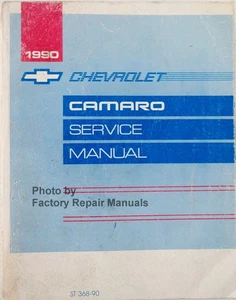 1990
CHEVROLET
CAMARO
SERVICE
MANUAL
Photo by
Factory Repair Manuals
ST 368-90